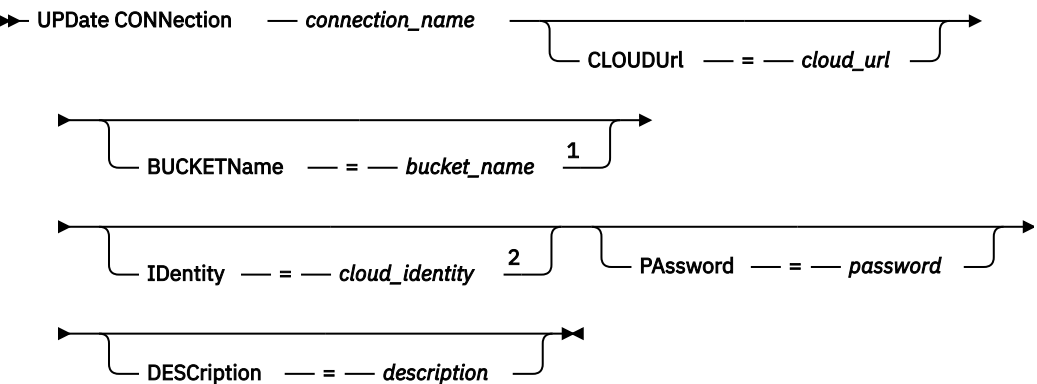 UPDate CONNection connection_name
CLOUDUrl = cloud_url
BUCKETName = bucket_name 1
IDentity = cloud_identity 2 PAssword = password
DESCription = description